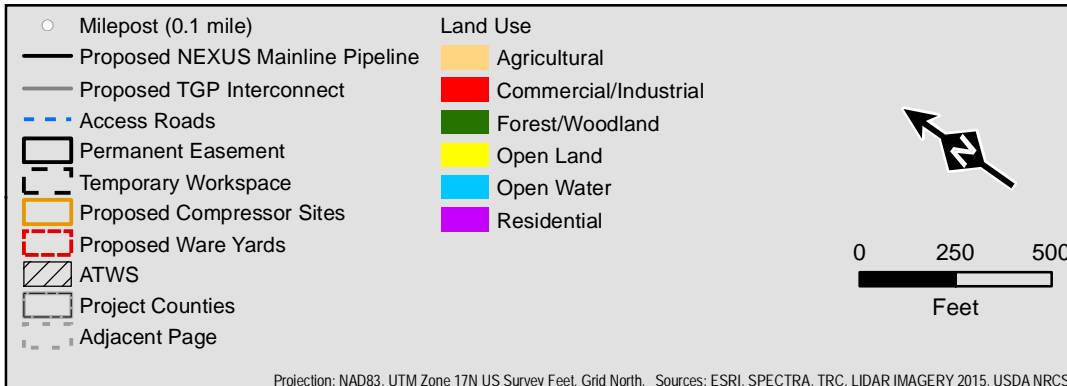 Milepost (0.1 mile)
Proposed NEXUS Mainline Pipeline
Proposed TGP Interconnect
Access Roads
Permanent Easement
Temporary Workspace
Proposed Compressor Sites
Proposed Ware Yards
ATWS
Project Counties
Adjacent Page
Land Use
Agricultural
Commercial/Industrial
Forest/Woodland
Open Land
Open Water
Residential
N
0 250 500
Feet
Projection: NAD83, UTM Zone 17N US Survey Feet, Grid North. Sources: ESRI, SPECTRA, TRC, LIDAR IMAGERY 2015, USDA NRCS